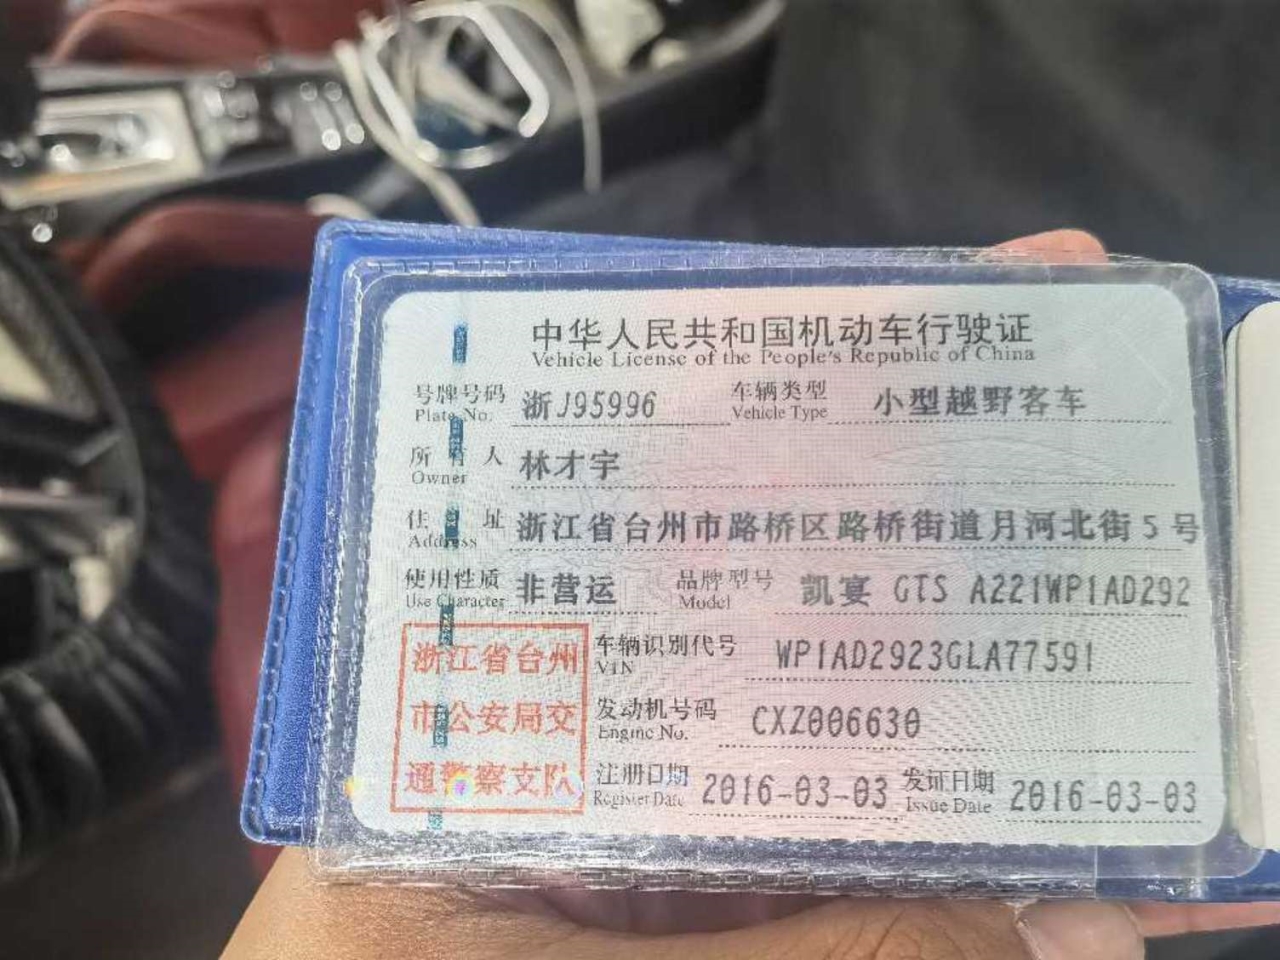 中华人民共和国机动车行驶证
Vehicle License of the People's Republic of China
号牌号码 浙J95996 车辆类型 小型越野客车
Plate No. Vehicle Type
所有人 林才宇
Owner
住址 浙江省台州市路桥区路桥街道月河北街5号
Address
使用性质 非营运 品牌型号 凯宴 GTS A221WP1AD292
Use Character Model
浙江省台州
市公安局交
通警察支队
车辆识别代号 WP1AD2923GLA77591
VIN
发动机号码 CXZ006630
Engine No.
注册日期 2016-03-03 发证日期 2016-03-03
Register Date Issue Date